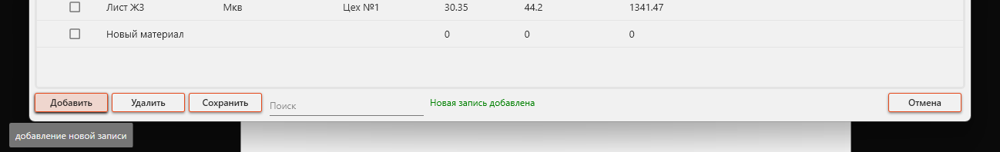 Лист Ж3 Мкв Цех №1 30.35 44.2 1341.47
Новый материал 0 0 0
Добавить Удалить Сохранить Поиск Новая запись добавлена Отмена
добавление новой записи